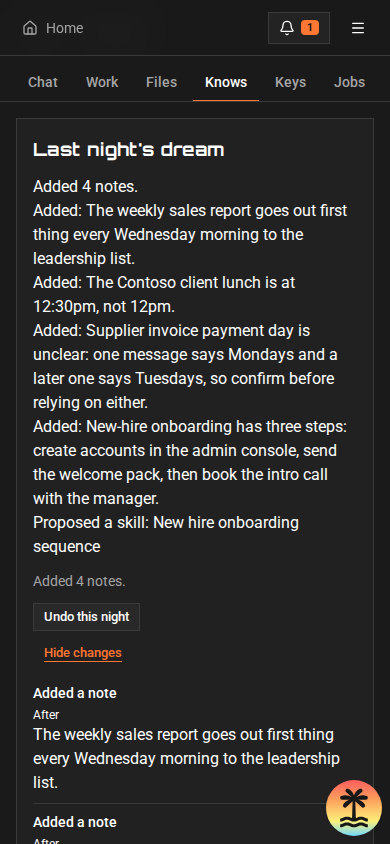 Home
1
Chat
Work
Files
Knows
Keys
Jobs
Last night's dream
Added 4 notes.
Added: The weekly sales report goes out first
thing every Wednesday morning to the
leadership list.
Added: The Contoso client lunch is at
12:30pm, not 12pm.
Added: Supplier invoice payment day is
unclear: one message says Mondays and a
later one says Tuesdays, so confirm before
relying on either.
Added: New-hire onboarding has three steps:
create accounts in the admin console, send
the welcome pack, then book the intro call
with the manager.
Proposed a skill: New hire onboarding
sequence
Added 4 notes.
Undo this night
Hide changes
Added a note
After
The weekly sales report goes out first thing
every Wednesday morning to the leadership
list.
Added a note
After